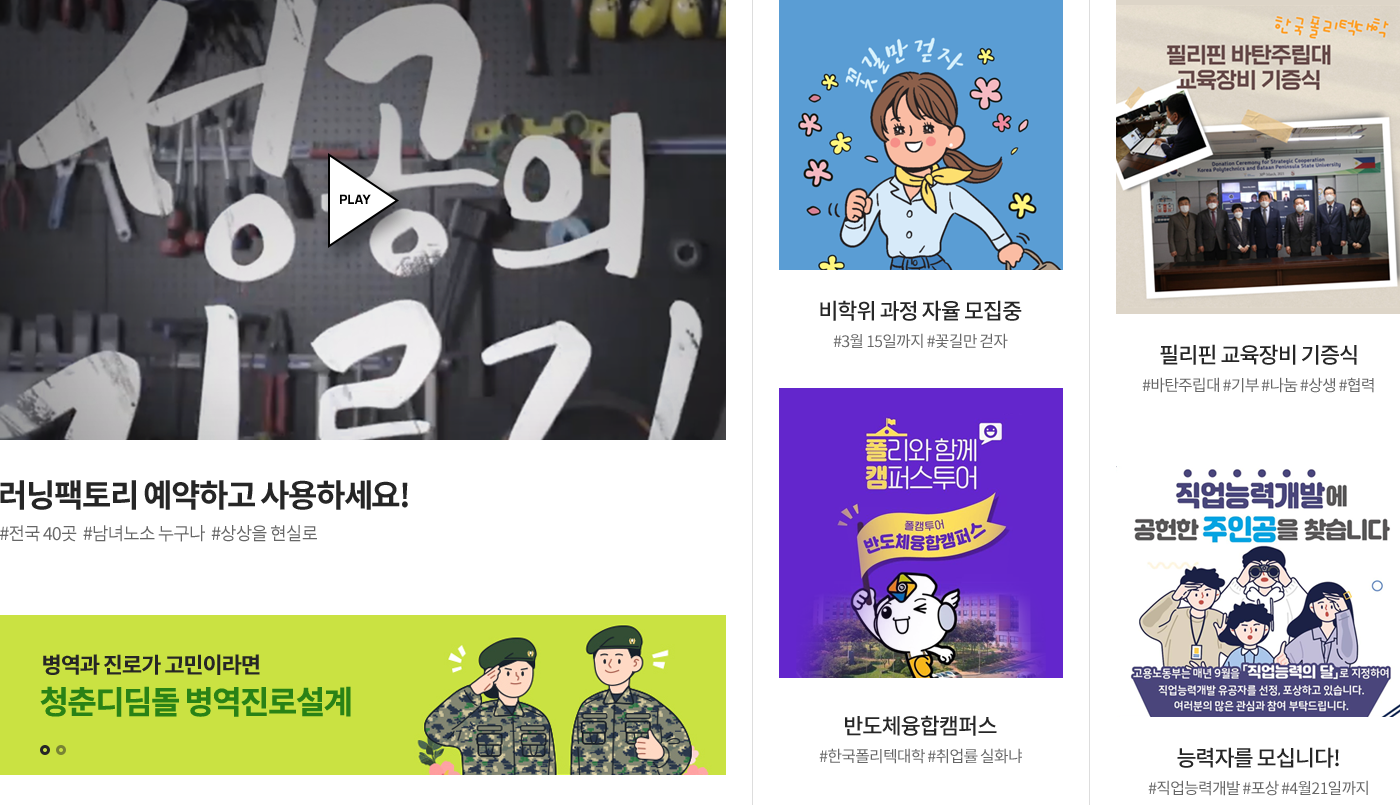 성공의
지름길
PLAY
러닝팩토리 예약하고 사용하세요!
#전국 40곳 #남녀노소 누구나 #상상을 현실로
병역과 진로가 고민이라면
청춘디딤돌 병역진로설계
꽃길만 걷자
비학위 과정 자율 모집중
#3월 15일까지 #꽃길만 걷자
폴리와 함께
캠퍼스투어
폴캠투어
반도체융합캠퍼스
반도체융합캠퍼스
#한국폴리텍대학 #취업률 실화냐
한국폴리텍대학
필리핀 바탄주립대
교육장비 기증식
Donation Ceremony for Strategic Cooperation
Korea Polytechnics and Bataan Peninsula State University
필리핀 교육장비 기증식
#바탄주립대 #기부 #나눔 #상생 #협력
직업능력개발에
공헌한 주인공을 찾습니다
고용노동부는 매년 9월을 「직업능력의 달」로 지정하여
직업능력개발 유공자를 선정, 포상하고 있습니다.
여러분의 많은 관심과 참여 부탁드립니다.
능력자를 모십니다!
#직업능력개발 #포상 #4월21일까지